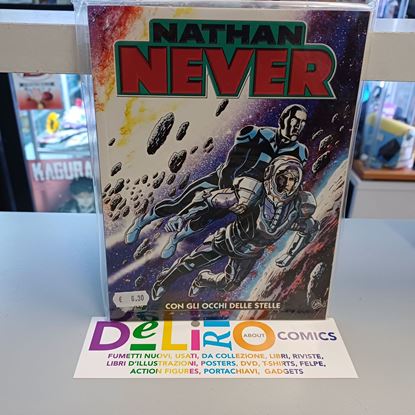 NATHAN
NEVER
KAGURA
€ 6,30
CON GLI OCCHI DELLE STELLE
DeLiRiO ABOUT COMICS
FUMETTI NUOVI, USATI, DA COLLEZIONE, LIBRI, RIVISTE,
LIBRI D'ILLUSTRAZIONI, POSTERS, DVD, T-SHIRTS, FELPE,
ACTION FIGURES, PORTACHIAVI, GADGETS